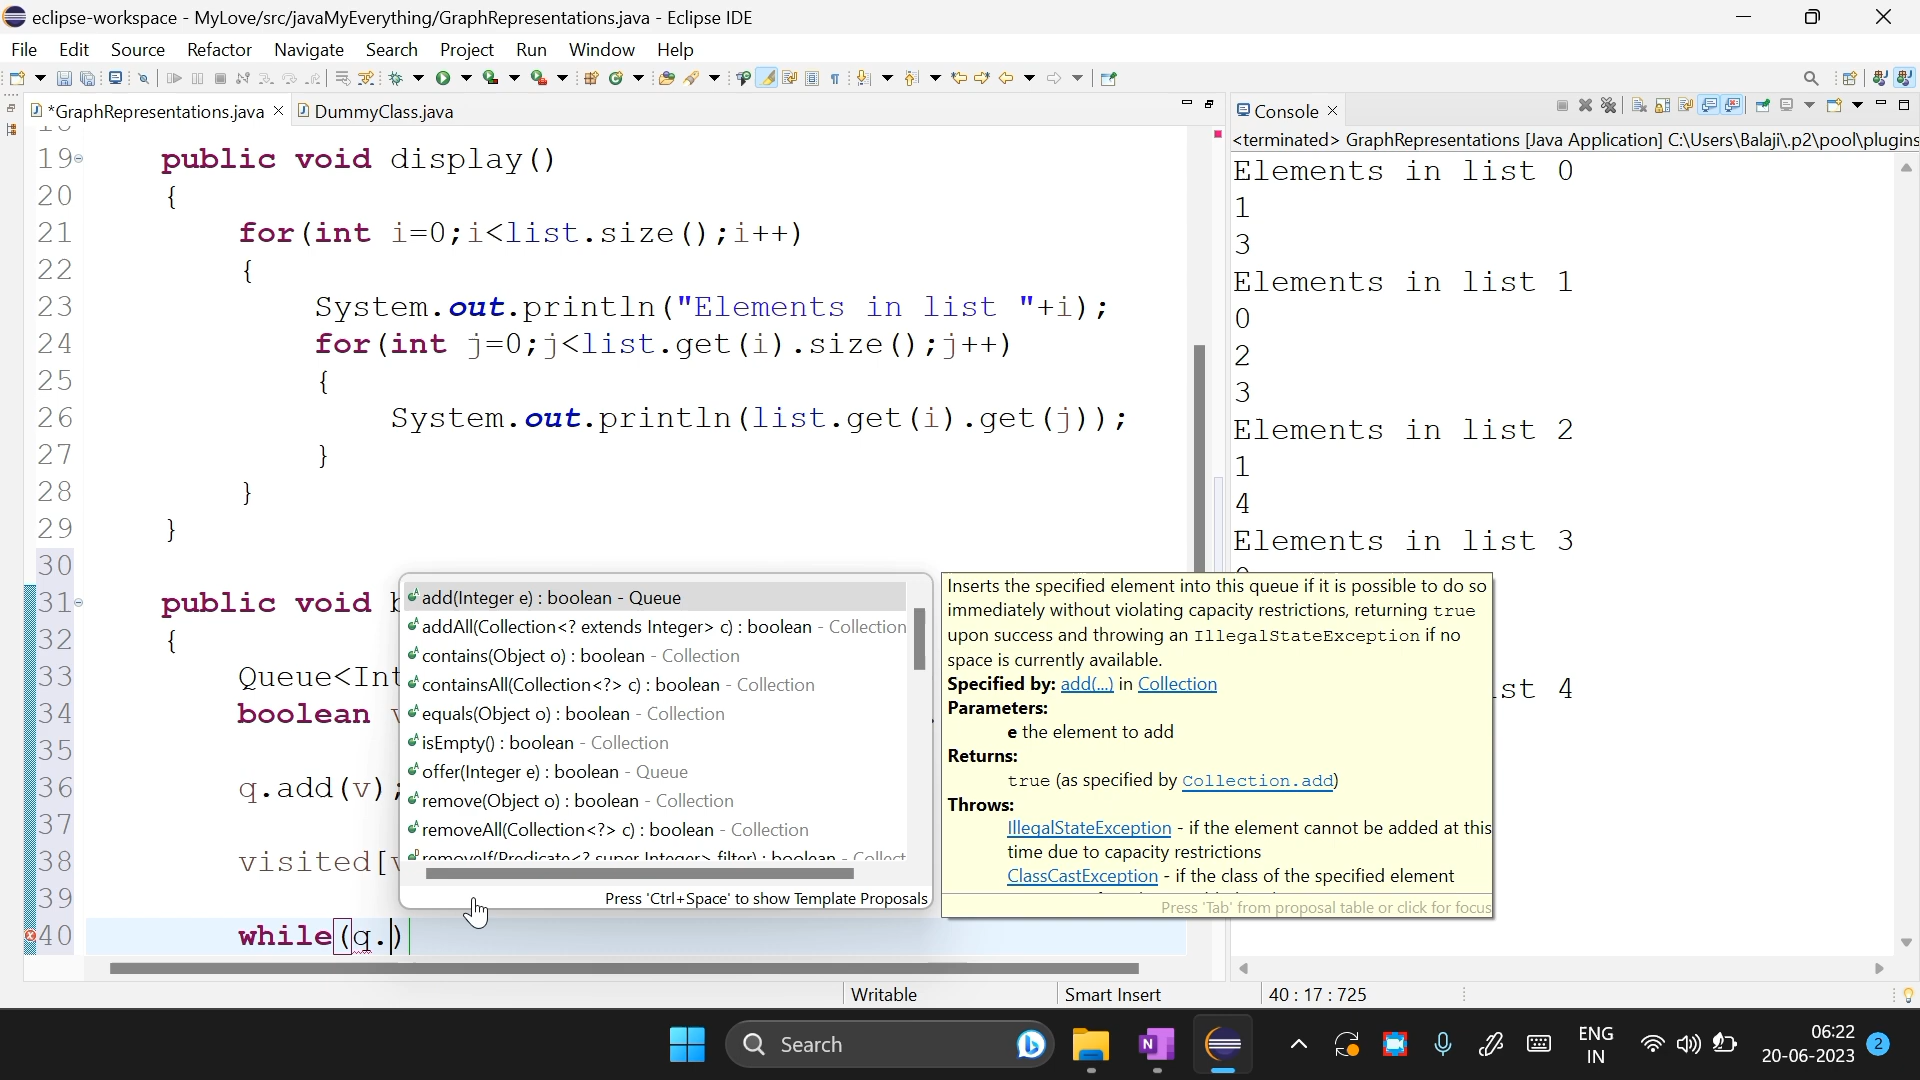 eclipse-workspace - MyLove/src/javaMyEverything/GraphRepresentations.java - Eclipse IDE
File Edit Source Refactor Navigate Search Project Run Window Help
*GraphRepresentations.java DummyClass.java
19 public void display()
20 {
21 for(int i=0;i<list.size();i++)
22 {
23 System.out.println("Elements in list "+i);
24 for(int j=0;j<list.get(i).size();j++)
25 {
26 System.out.println(list.get(i).get(j));
27 }
28 }
29 }
30
31 public void b
32 {
33 Queue<Int
34 boolean v
35
36 q.add(v);
37
38 visited[v
39
40 while(q.)
add(Integer e) : boolean - Queue
addAll(Collection<? extends Integer> c) : boolean - Collection
contains(Object o) : boolean - Collection
containsAll(Collection<?> c) : boolean - Collection
equals(Object o) : boolean - Collection
isEmpty() : boolean - Collection
offer(Integer e) : boolean - Queue
remove(Object o) : boolean - Collection
removeAll(Collection<?> c) : boolean - Collection
removeIf(Predicate<? super Integer> filter) : boolean - Collect
Press 'Ctrl+Space' to show Template Proposals
Inserts the specified element into this queue if it is possible to do so
immediately without violating capacity restrictions, returning true
upon success and throwing an IllegalStateException if no
space is currently available.
Specified by: add(...) in Collection
Parameters:
e the element to add
Returns:
true (as specified by Collection.add)
Throws:
IllegalStateException - if the element cannot be added at this
time due to capacity restrictions
ClassCastException - if the class of the specified element
Press 'Tab' from proposal table or click for focus
Console
<terminated> GraphRepresentations [Java Application] C:\Users\Balaji\.p2\pool\plugins
Elements in list 0
1
3
Elements in list 1
0
2
3
Elements in list 2
1
4
Elements in list 3
st 4
Writable Smart Insert 40 : 17 : 725
Search
ENG
IN
06:22
20-06-2023
2